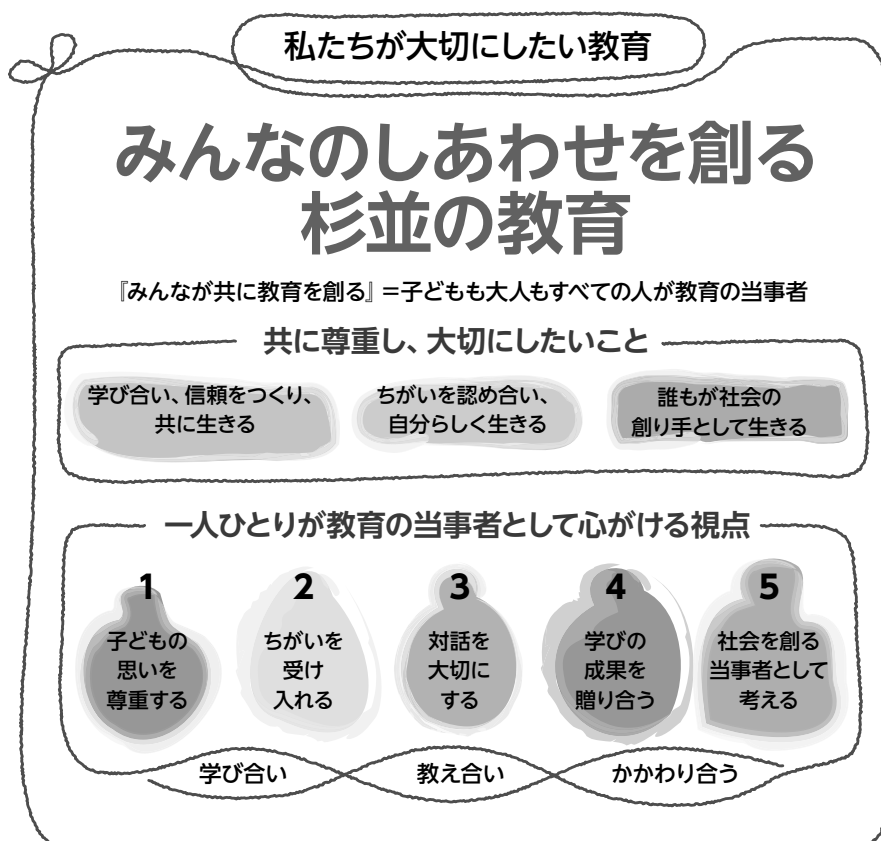 私たちが大切にしたい教育
みんなのしあわせを創る
杉並の教育
『みんなが共に教育を創る』=子どもも大人もすべての人が教育の当事者
共に尊重し、大切にしたいこと
学び合い、信頼をつくり、
共に生きる
ちがいを認め合い、
自分らしく生きる
誰もが社会の
創り手として生きる
一人ひとりが教育の当事者として心がける視点
1
子どもの
思いを
尊重する
2
ちがいを
受け
入れる
3
対話を
大切に
する
4
学びの
成果を
贈り合う
5
社会を創る
当事者として
考える
学び合い
教え合い
かかわり合う